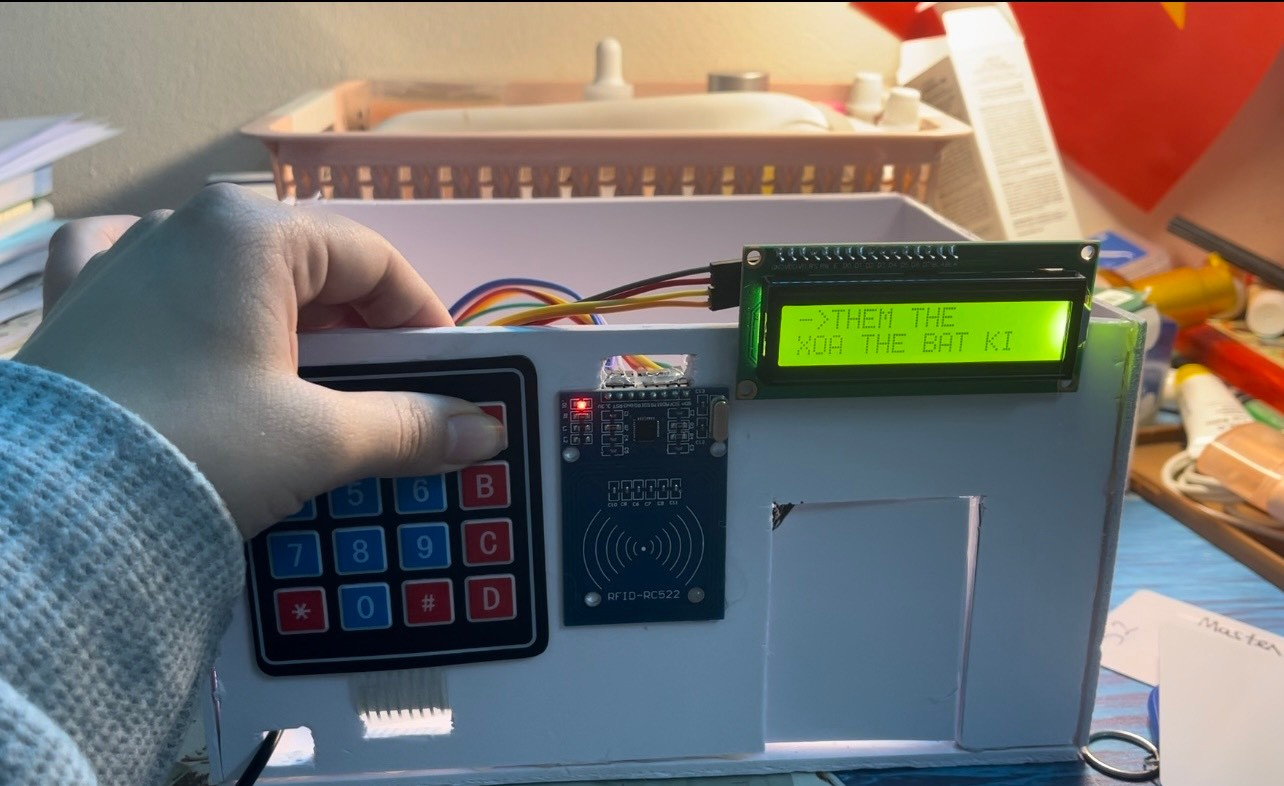 ->THEM THE
XOA THE BAT KI
5 6 B
7 8 9 C
* 0 # D
RFID-RC522
Master